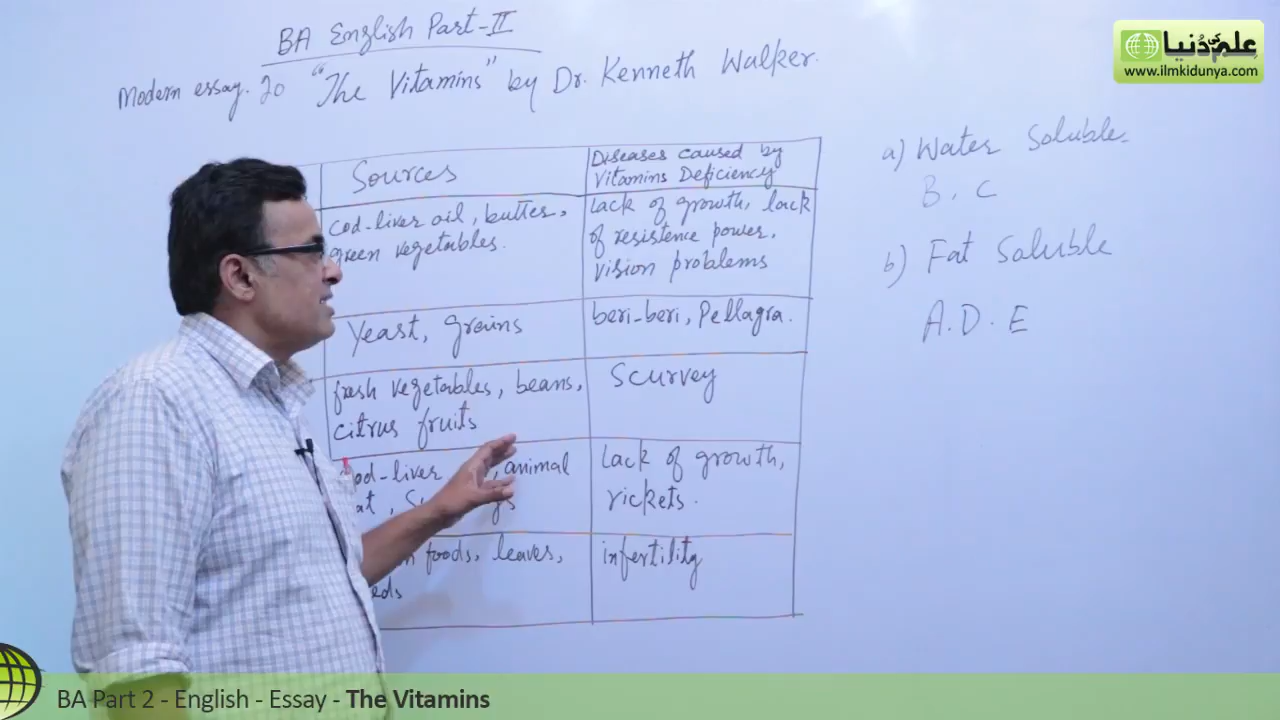 BA English Part-II
Modern essay. 20 "The Vitamins" by Dr. Kenneth Walker.
علم کی دنیا
www.ilmkidunya.com
Sources
Diseases caused by
Vitamins Deficiency
cod-liver oil, butter,
green vegetables.
Lack of growth, lack
of resistence power,
vision problems
Yeast, grains
beri-beri, Pellagra.
fresh vegetables, beans,
citrus fruits
Scurvey
cod-liver , animal
Lack of growth,
rickets.
foods, leaves,
infertility
a) Water Soluble
B, C
b) Fat Soluble
A. D. E
BA Part 2 - English - Essay - The Vitamins